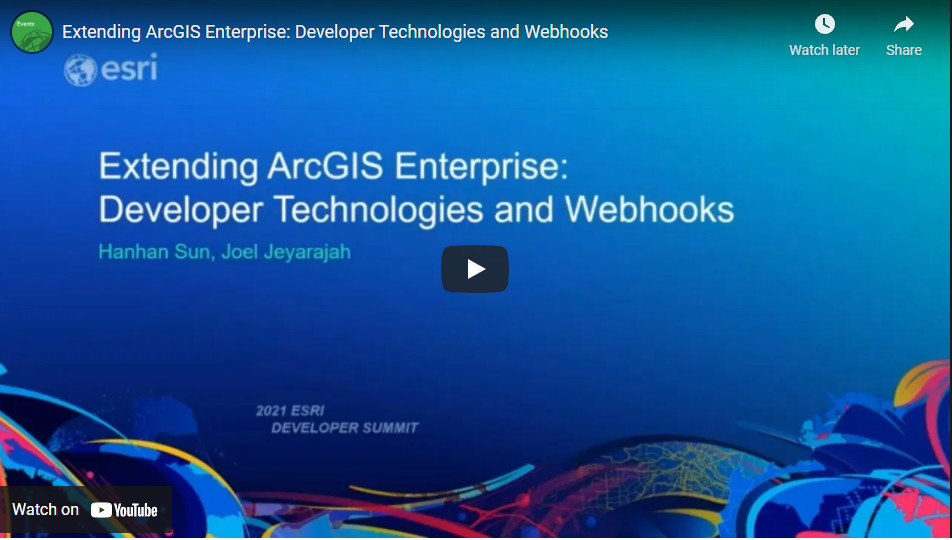 Events
Extending ArcGIS Enterprise: Developer Technologies and Webhooks
Watch later
Share
esri
Extending ArcGIS Enterprise:
Developer Technologies and Webhooks
Hanhan Sun, Joel Jeyarajah
2021 ESRI
DEVELOPER SUMMIT
Watch on YouTube